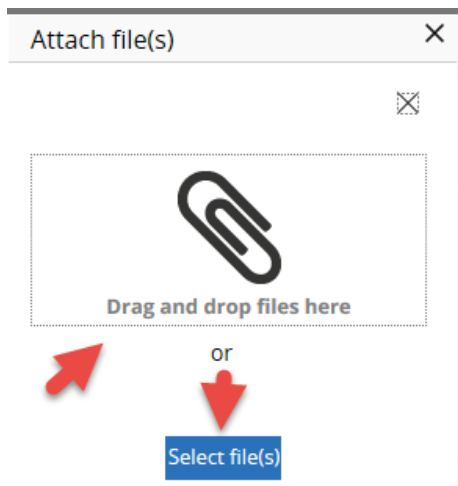 Attach file(s)
Drag and drop files here
or
Select file(s)